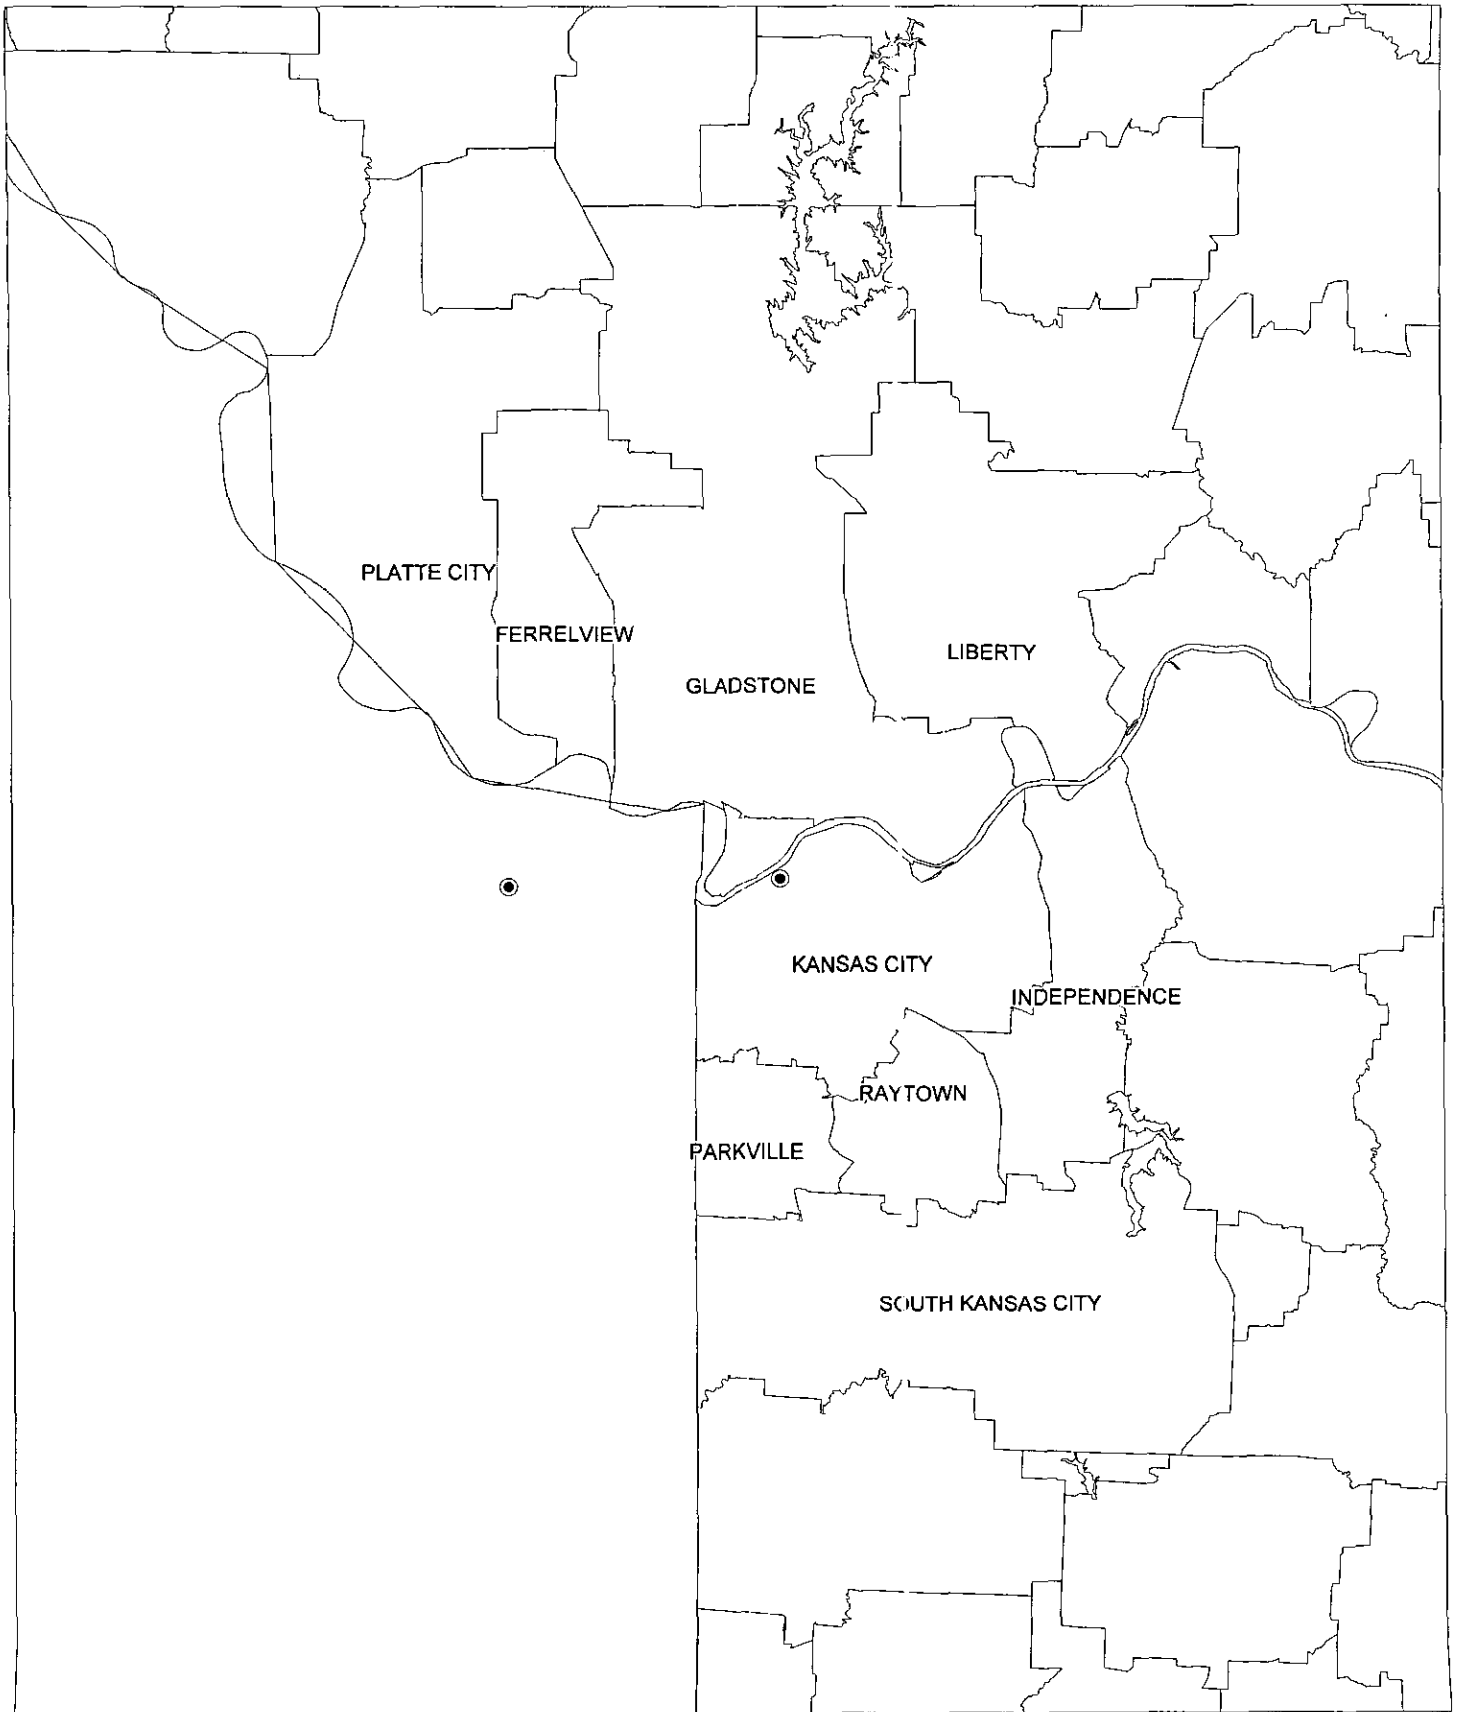 PLATTE CITY
FERRELVIEW
LIBERTY
GLADSTONE
KANSAS CITY
INDEPENDENCE
RAYTOWN
PARKVILLE
SOUTH KANSAS CITY